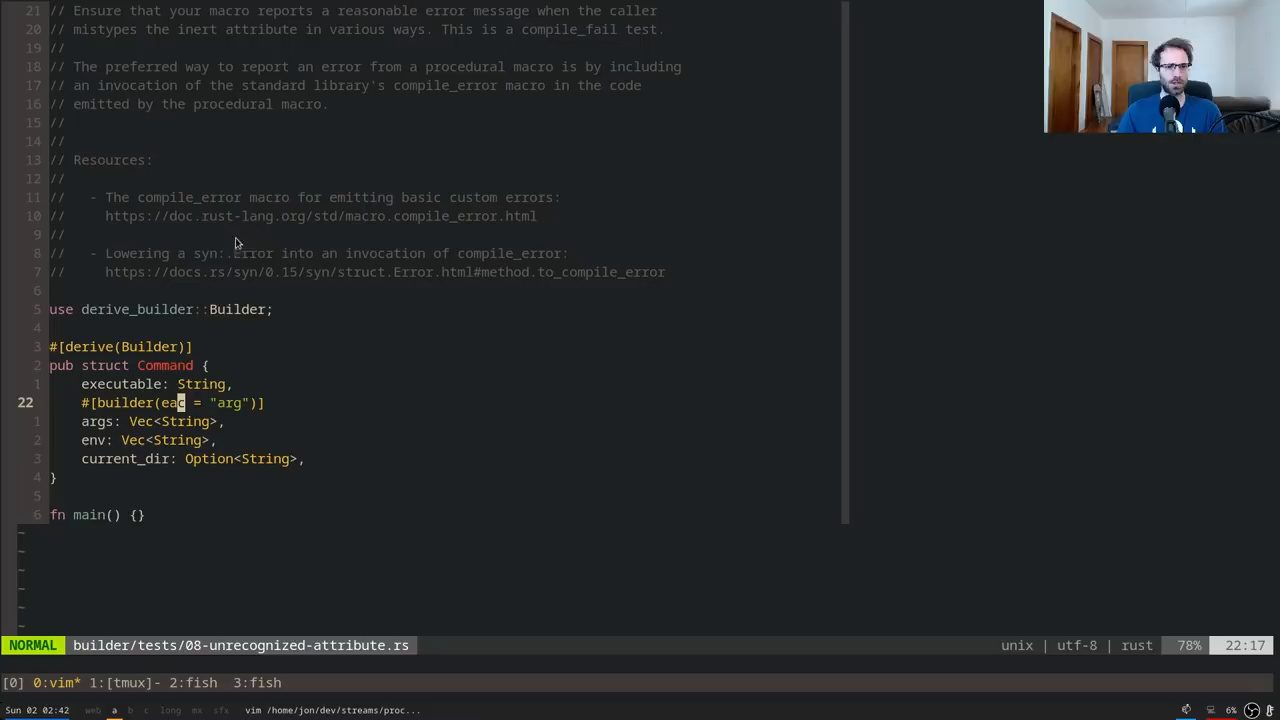 21 // Ensure that your macro reports a reasonable error message when the caller
20 // mistypes the inert attribute in various ways. This is a compile_fail test.
19 //
18 // The preferred way to report an error from a procedural macro is by including
17 // an invocation of the standard library's compile_error macro in the code
16 // emitted by the procedural macro.
15 //
14 //
13 // Resources:
12 //
11 //   - The compile_error macro for emitting basic custom errors:
10 //     https://doc.rust-lang.org/std/macro.compile_error.html
9 //
8 //   - Lowering a syn::Error into an invocation of compile_error:
7 //     https://docs.rs/syn/0.15/syn/struct.Error.html#method.to_compile_error
6
5 use derive_builder::Builder;
4
3 #[derive(Builder)]
2 pub struct Command {
1     executable: String,
22     #[builder(eac = "arg")]
1     args: Vec<String>,
2     env: Vec<String>,
3     current_dir: Option<String>,
4 }
5
6 fn main() {}
~
~
~
~
~
NORMAL builder/tests/08-unrecognized-attribute.rs unix | utf-8 | rust 78% 22:17
[0] 0:vim* 1:[tmux]- 2:fish 3:fish
Sun 02 02:42 web a b c long mx sfx vim /home/jon/dev/streams/proc... 6%